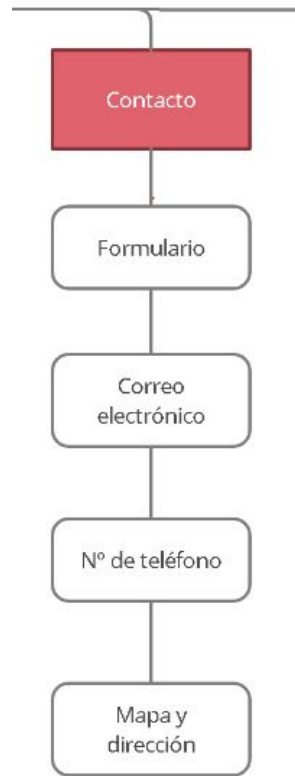 Contacto
Formulario
Correo
electrónico
Nº de teléfono
Mapa y
dirección